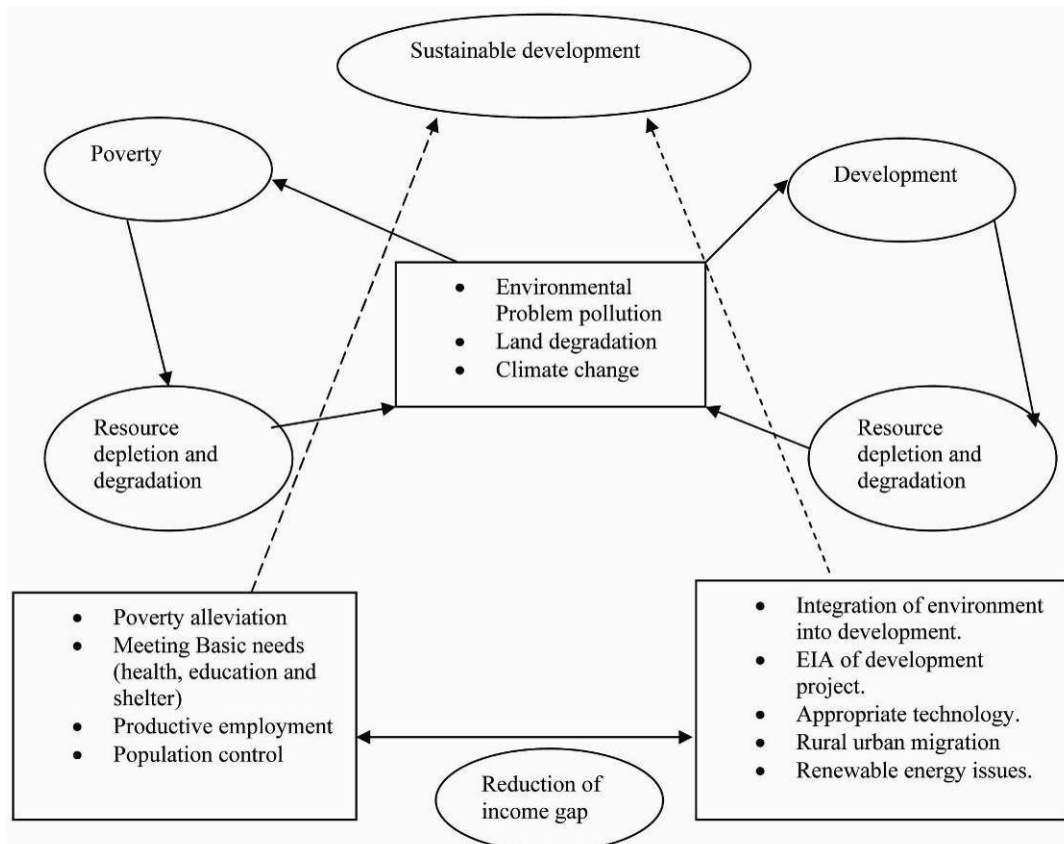 Sustainable development
Poverty
Development
• Environmental
Problem pollution
• Land degradation
• Climate change
Resource
depletion and
degradation
Resource
depletion and
degradation
• Poverty alleviation
• Meeting Basic needs
(health, education and
shelter)
• Productive employment
• Population control
• Integration of environment
into development.
• EIA of development
project.
• Appropriate technology.
• Rural urban migration
• Renewable energy issues.
Reduction of
income gap